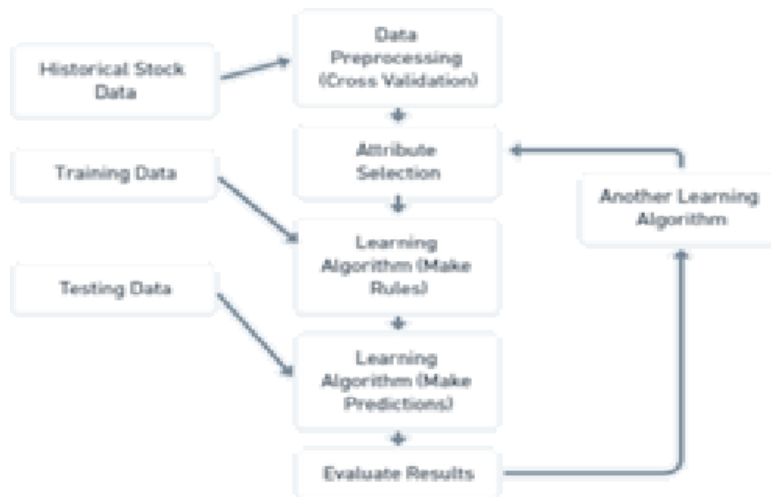 Historical Stock
Data
Data
Preprocessing
(Cross Validation)
Training Data
Attribute
Selection
Another Learning
Algorithm
Learning
Algorithm (Make
Rules)
Testing Data
Learning
Algorithm (Make
Predictions)
Evaluate Results